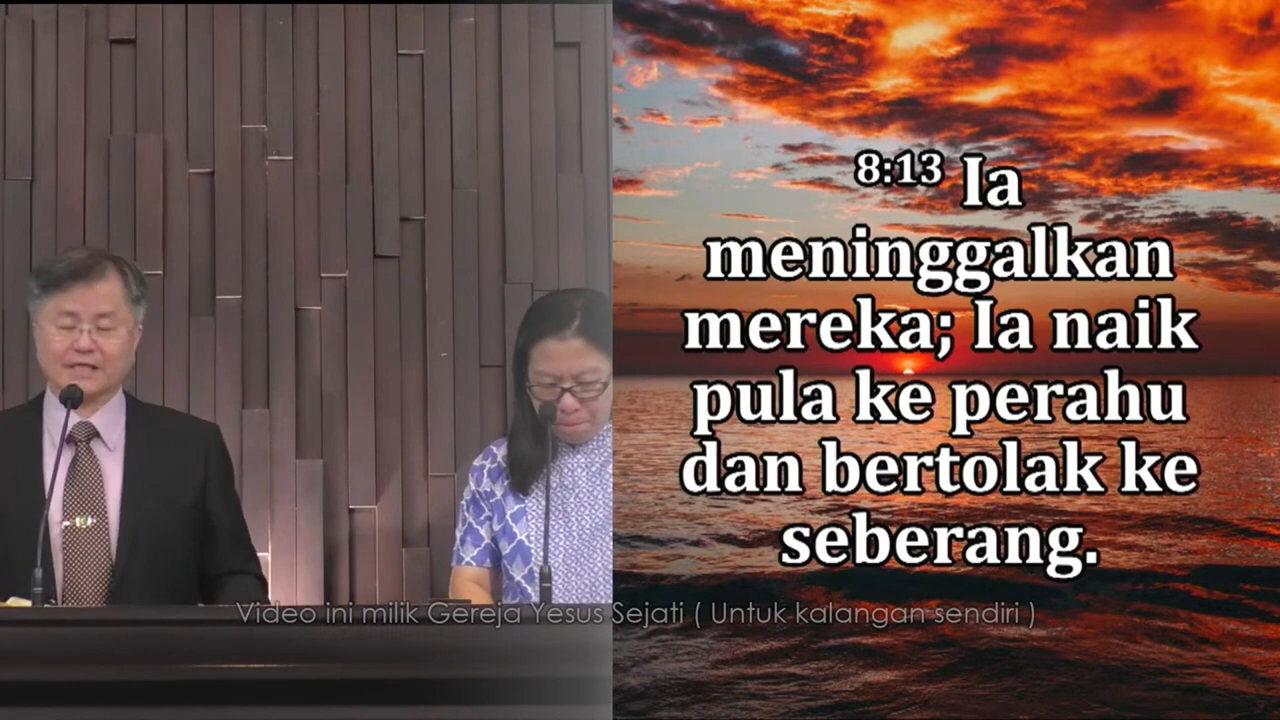 8:13 Ia
meninggalkan
mereka; Ia naik
pula ke perahu
dan bertolak ke
seberang.
Video ini milik Gereja Yesus Sejati ( Untuk kalangan sendiri )